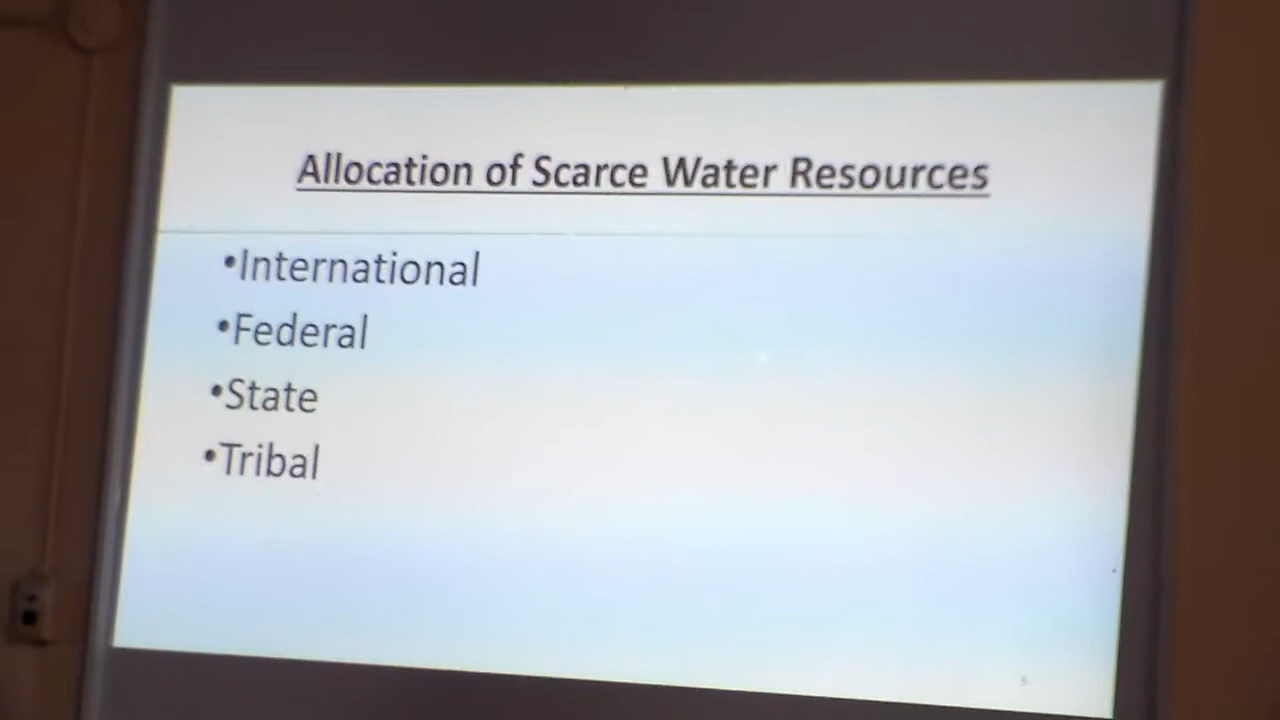 Allocation of Scarce Water Resources
•International
•Federal
•State
•Tribal